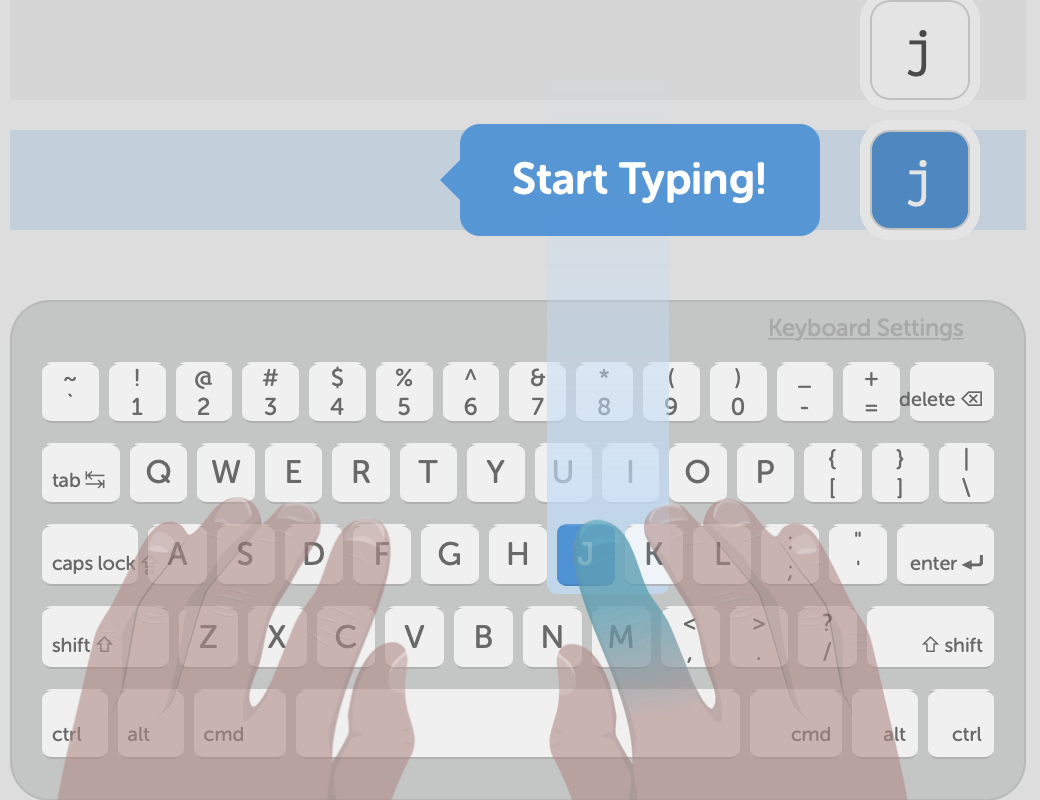 j
Start Typing! j
Keyboard Settings
~ ! @ # $ % ^ & * ( ) _ +
` 1 2 3 4 5 6 7 8 9 0 - = delete
tab Q W E R T Y U I O P { [ } ] | \
caps lock A S D F G H J K L : ; " ' enter
shift Z X C V B N M < , > . ? / shift
ctrl alt cmd cmd alt ctrl